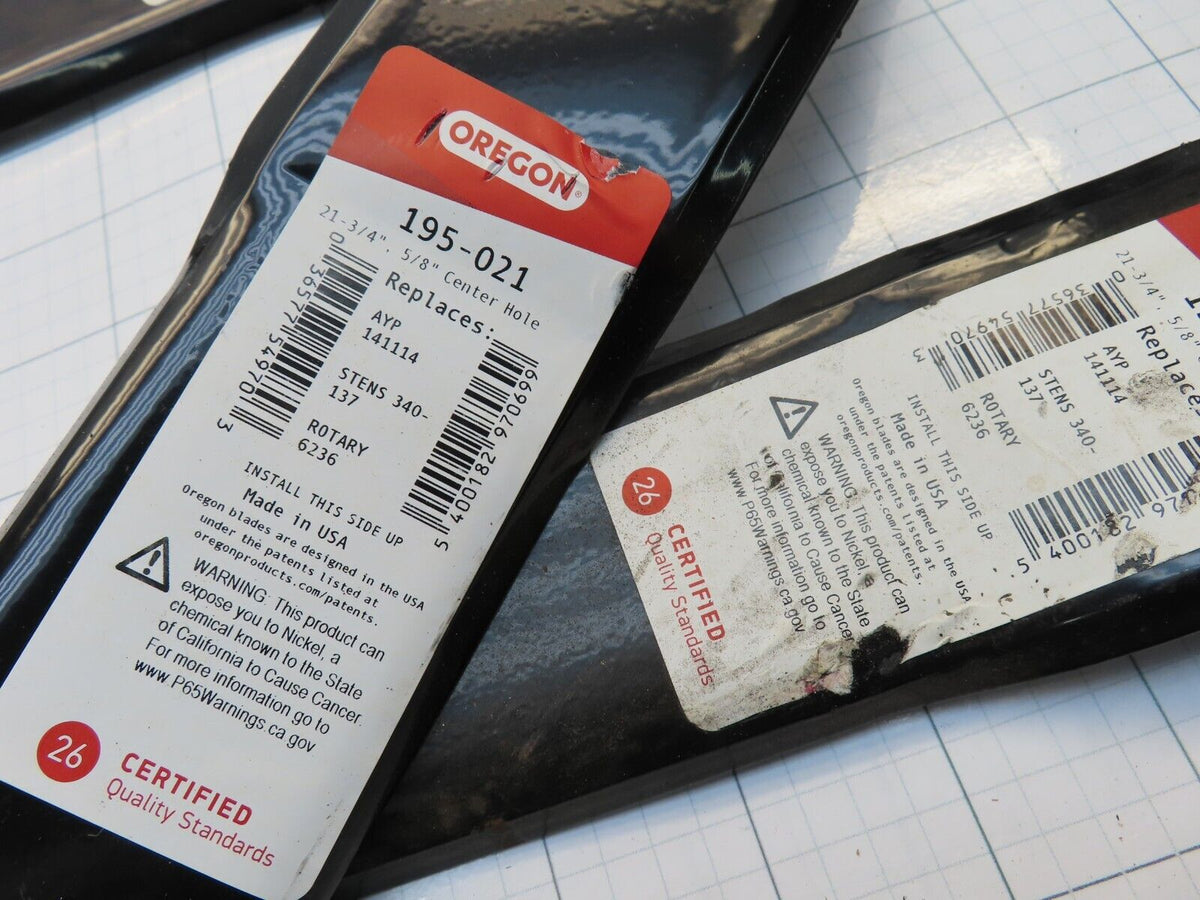 OREGON®
195-021
21-3/4", 5/8" Center Hole
Replaces:
AYP
141114
STENS 340-
137
ROTARY
6236
0 36577 54970 3
5 400182 970699
INSTALL THIS SIDE UP
Made in USA
Oregon blades are designed in the USA
under the patents listed at
oregonproducts.com/patents.
WARNING: This product can
expose you to Nickel, a
chemical known to the State
of California to Cause Cancer.
For more information go to
www.P65Warnings.ca.gov
26
CERTIFIED
Quality Standards
21-3/4", 5/8"
Replaces
AYP
141114
STENS 340-
137
ROTARY
6236
0 36577 54970 3
5 400182 97
INSTALL THIS SIDE UP
Made in USA
Oregon blades are designed in the USA
under the patents listed at
oregonproducts.com/patents.
WARNING: This product can
expose you to Nickel, a
chemical known to the State
of California to Cause Cancer
For more information go to
www.P65Warnings.ca.gov
26
CERTIFIED
Quality Standards